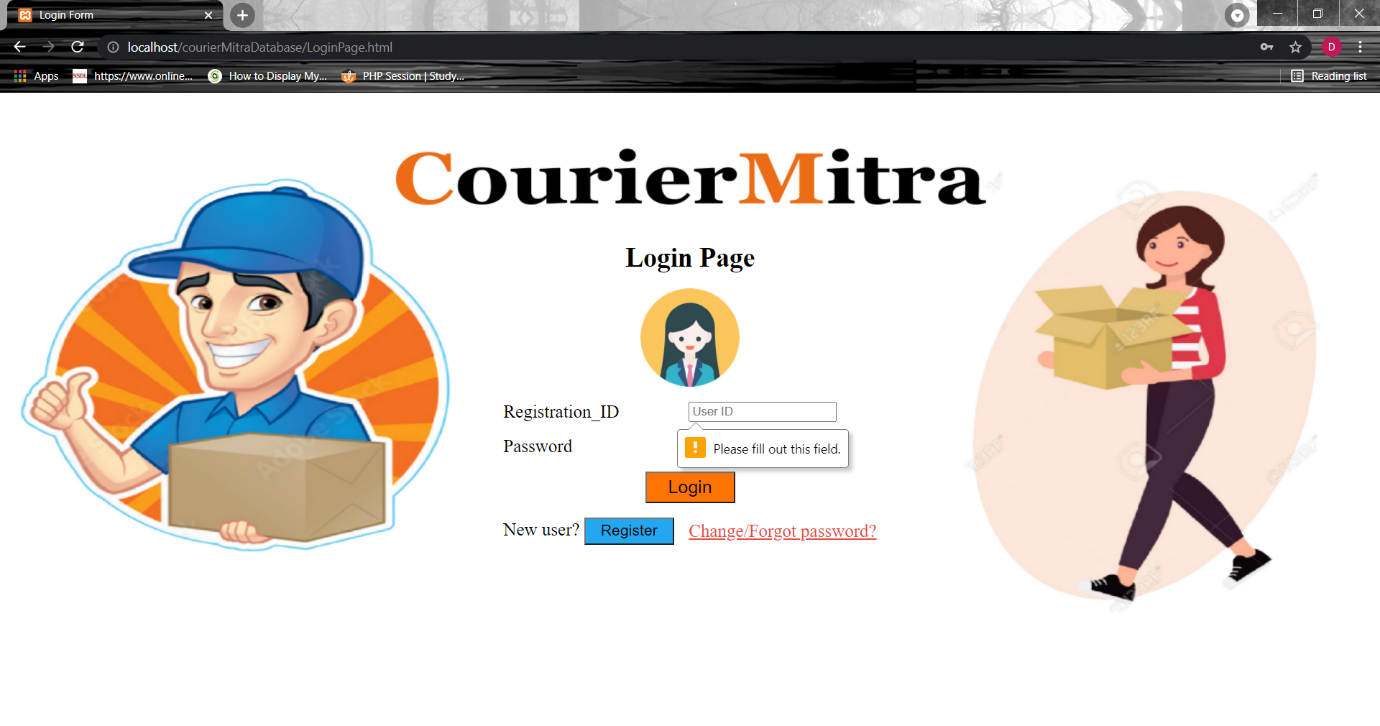 Login Form
localhost/courierMitraDatabase/LoginPage.html
D
Apps
https://www.online...
How to Display My...
PHP Session | Study...
Reading list
CourierMitra
Login Page
Registration_ID
User ID
Password
Please fill out this field.
Login
New user? Register Change/Forgot password?